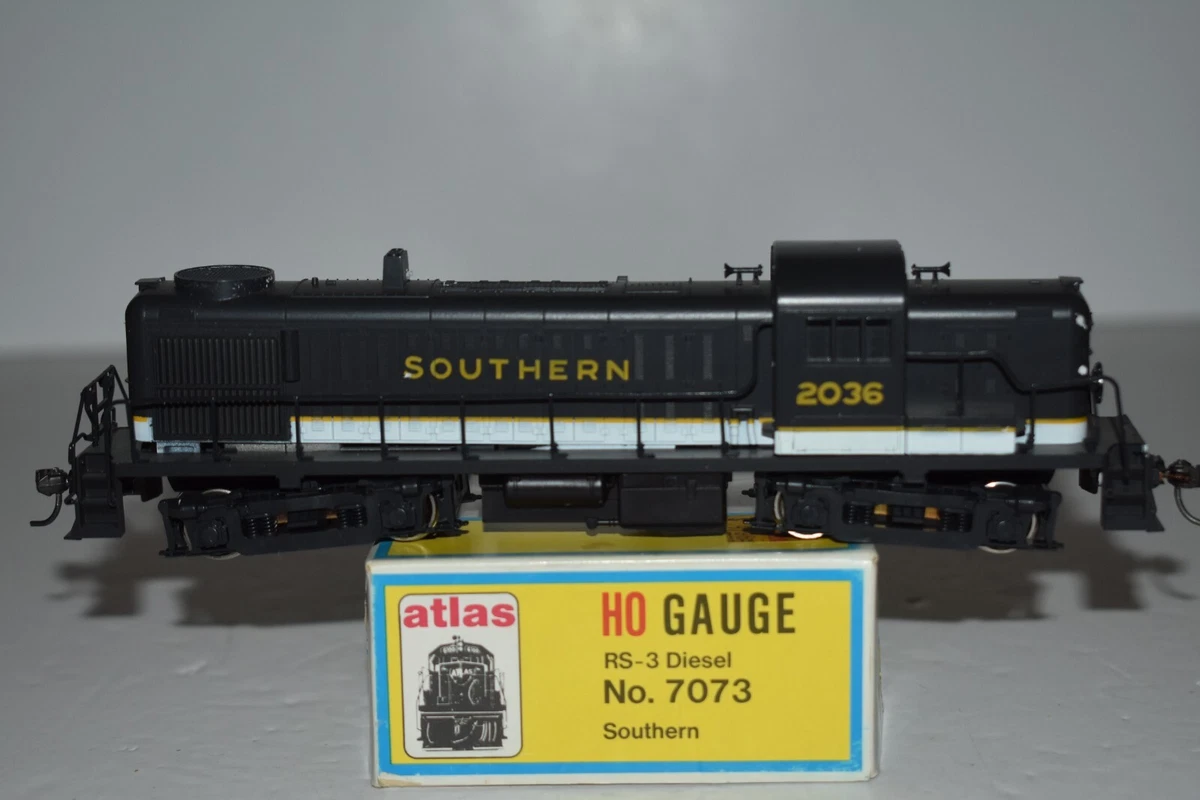 SOUTHERN
2036
atlas
HO GAUGE
RS-3 Diesel
No. 7073
Southern